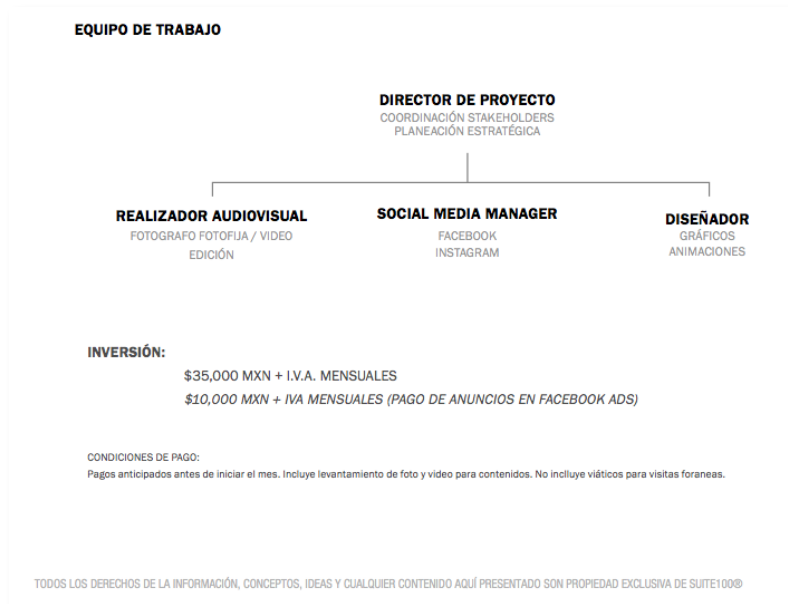 EQUIPO DE TRABAJO
DIRECTOR DE PROYECTO
COORDINACIÓN STAKEHOLDERS
PLANEACIÓN ESTRATÉGICA
REALIZADOR AUDIOVISUAL
FOTOGRAFO FOTOFIJA / VIDEO
EDICIÓN
SOCIAL MEDIA MANAGER
FACEBOOK
INSTAGRAM
DISEÑADOR
GRÁFICOS
ANIMACIONES
INVERSIÓN:
$35,000 MXN + I.V.A. MENSUALES
$10,000 MXN + IVA MENSUALES (PAGO DE ANUNCIOS EN FACEBOOK ADS)
CONDICIONES DE PAGO:
Pagos anticipados antes de iniciar el mes. Incluye levantamiento de foto y video para contenidos. No inclluye viáticos para visitas foraneas.
TODOS LOS DERECHOS DE LA INFORMACIÓN, CONCEPTOS, IDEAS Y CUALQUIER CONTENIDO AQUÍ PRESENTADO SON PROPIEDAD EXCLUSIVA DE SUITE100®